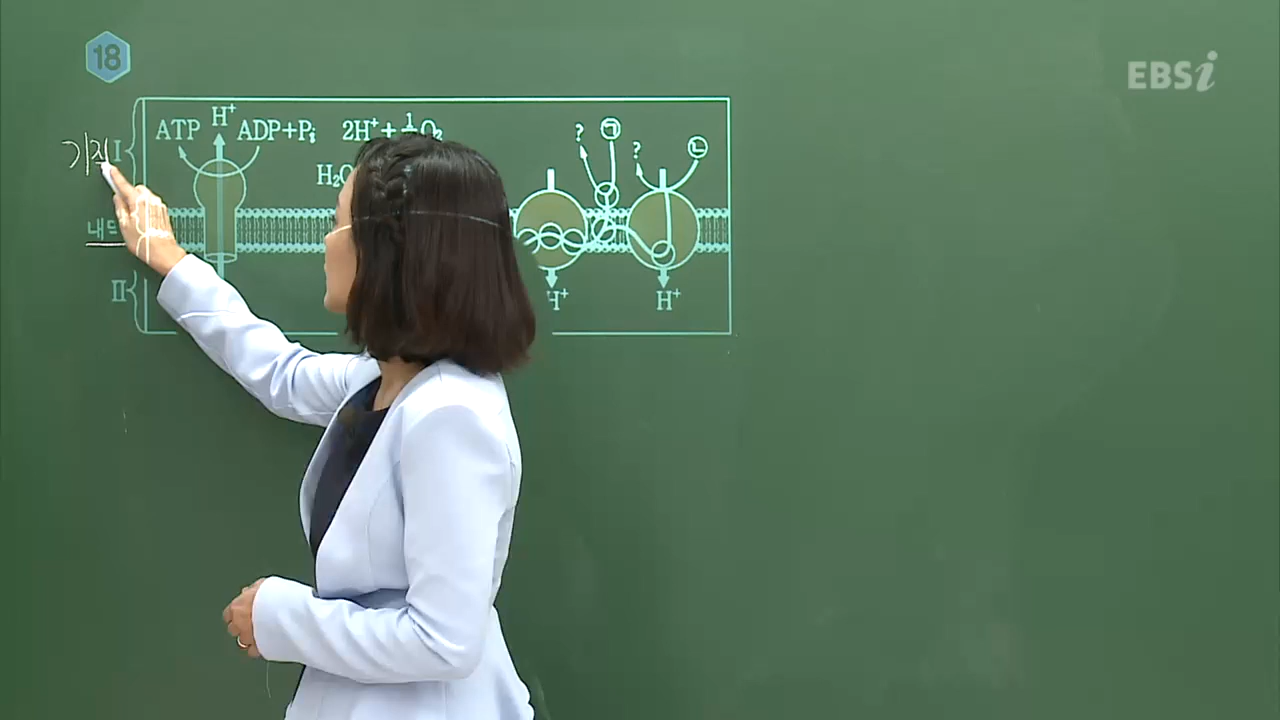 18
EBSi
H⁺
ATP
ADP+Pᵢ
2H⁺+½O₂
?
㉠
?
㉡
기질
I
H₂O
내막
II
H⁺
H⁺